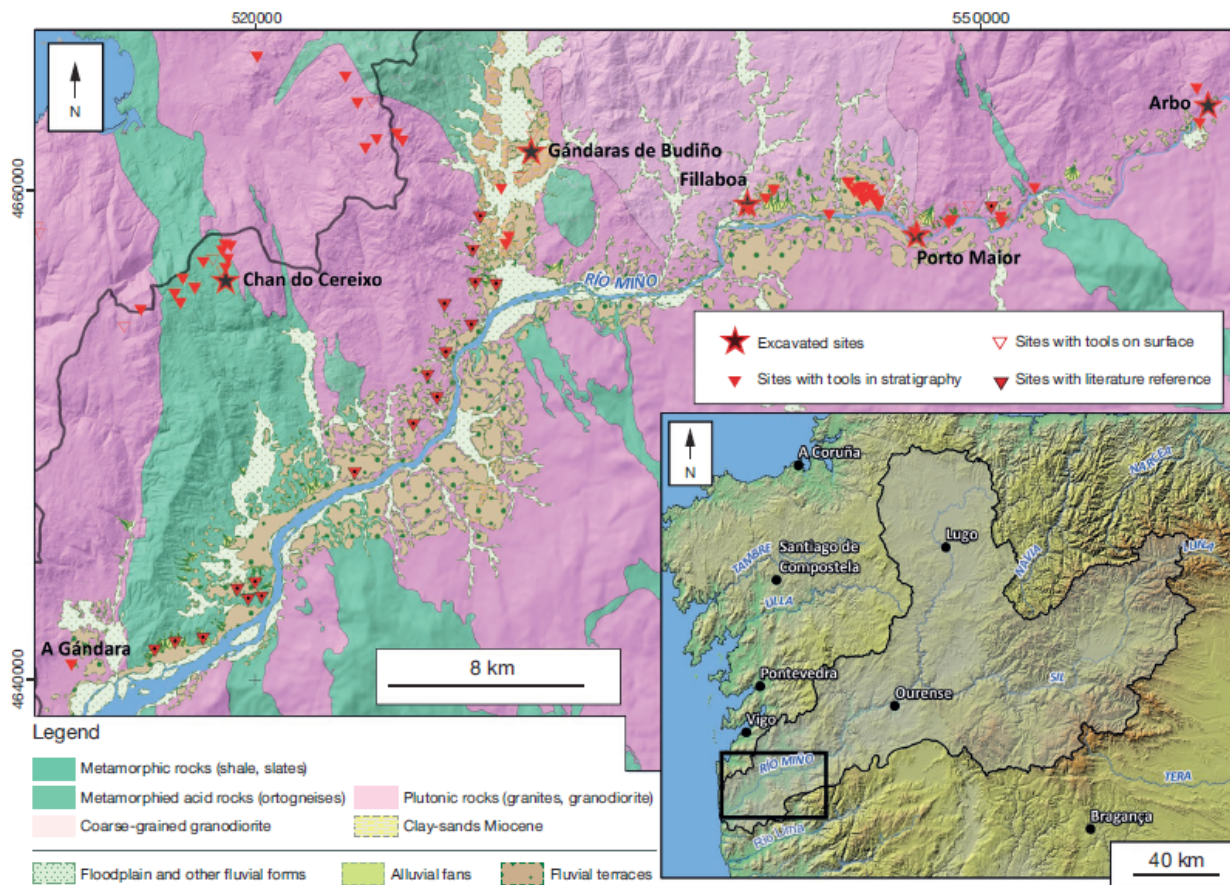 520000
550000
N
4660000
4640000
Arbo
Gándaras de Budiño
Fillaboa
Porto Maior
Chan do Cereixo
RÍO MIÑO
A Gándara
8 km
Excavated sites
Sites with tools on surface
Sites with tools in stratigraphy
Sites with literature reference
N
A Coruña
NARCEA
Lugo
NAVIA
LUNA
TAMBRE
Santiago de
Compostela
ULLA
Pontevedra
SIL
Ourense
Vigo
RÍO MIÑO
TERA
Río Lima
Bragança
40 km
Legend
Metamorphic rocks (shale, slates)
Metamorphied acid rocks (ortogneises)
Plutonic rocks (granites, granodiorite)
Coarse-grained granodiorite
Clay-sands Miocene
Floodplain and other fluvial forms
Alluvial fans
Fluvial terraces